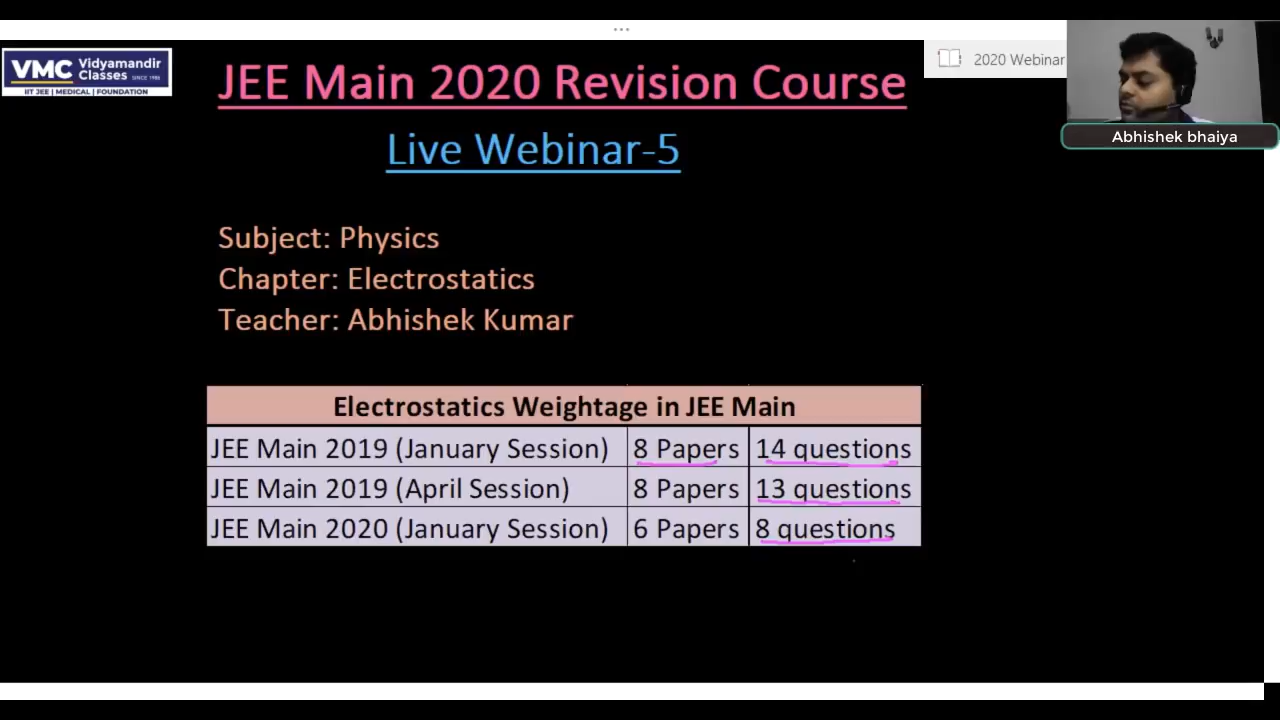 ...
VMC Vidyamandir Classes SINCE 1986
IIT JEE | MEDICAL | FOUNDATION
JEE Main 2020 Revision Course
2020 Webinar
Abhishek bhaiya
Live Webinar-5
Subject: Physics
Chapter: Electrostatics
Teacher: Abhishek Kumar
Electrostatics Weightage in JEE Main
JEE Main 2019 (January Session) 8 Papers 14 questions
JEE Main 2019 (April Session) 8 Papers 13 questions
JEE Main 2020 (January Session) 6 Papers 8 questions